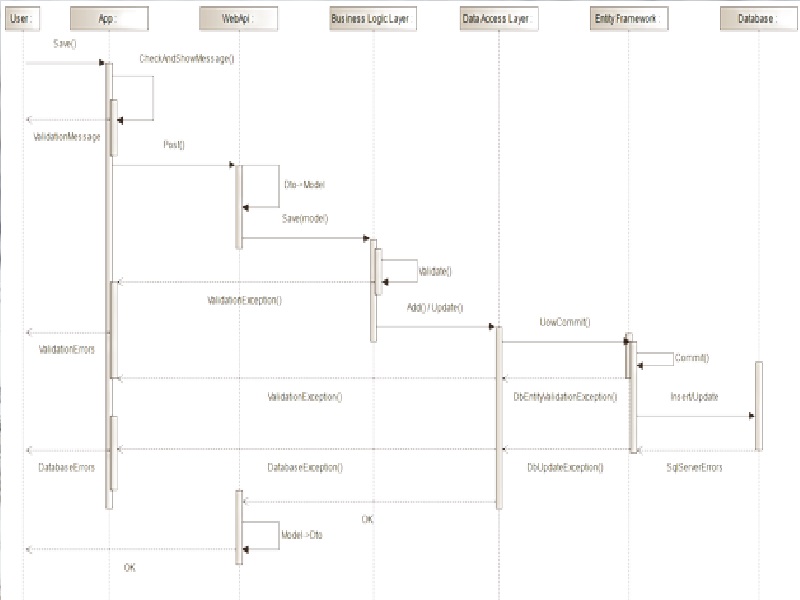 User :
App :
WebApi :
Business Logic Layer :
Data Access Layer :
Entity Framework :
Database :
Save()
CheckAndShowMessage()
ValidationMessage
Post()
Dto->Model
Save(model)
Validate()
ValidationException()
Add() / Update()
UowCommit()
ValidationErrors
Commit()
ValidationException()
DbEntityValidationException()
Insert/Update
DatabaseErrors
DatabaseException()
DbUpdateException()
SqlServerErrors
OK
Model->Dto
OK